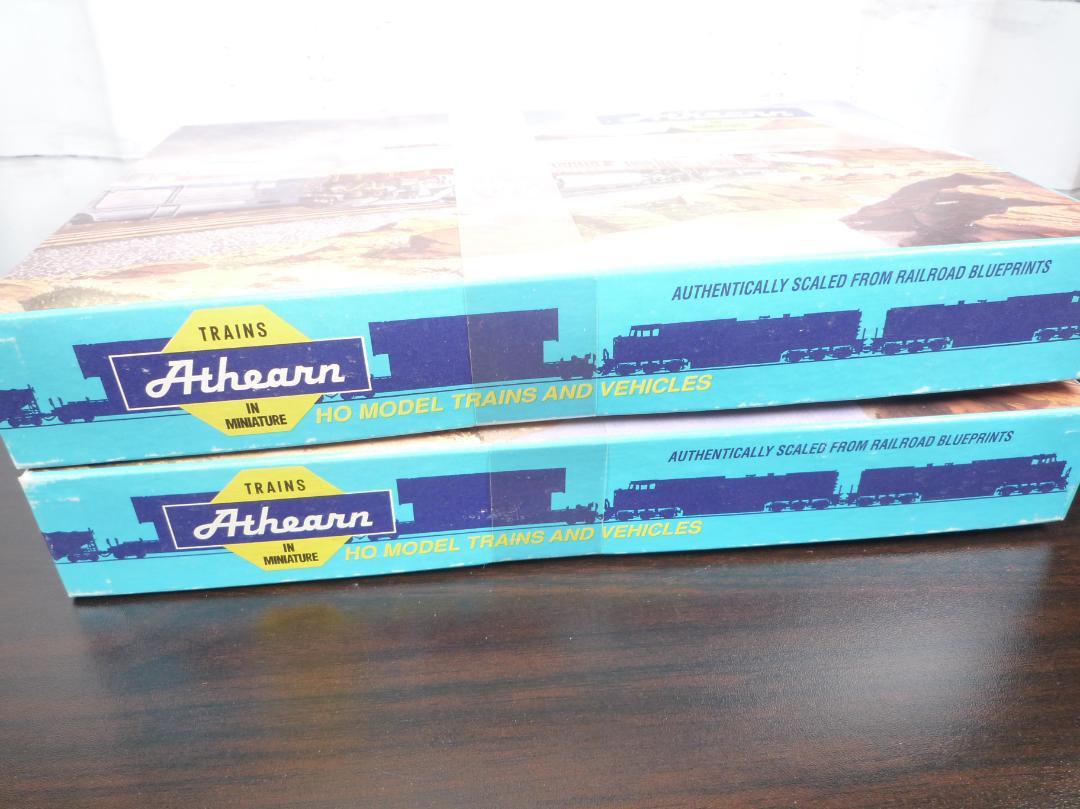 Athearn
AUTHENTICALLY SCALED FROM RAILROAD BLUEPRINTS
TRAINS
Athearn
IN
MINIATURE
HO MODEL TRAINS AND VEHICLES
AUTHENTICALLY SCALED FROM RAILROAD BLUEPRINTS
TRAINS
Athearn
IN
MINIATURE
HO MODEL TRAINS AND VEHICLES